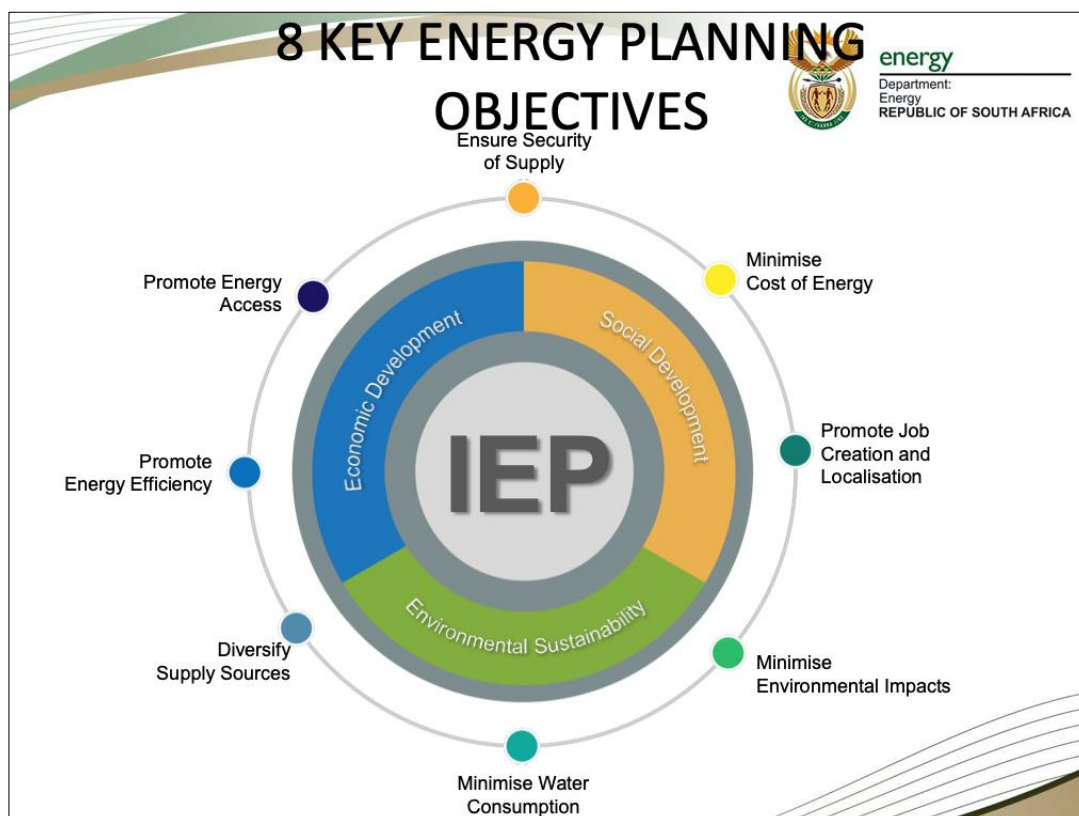 8 KEY ENERGY PLANNING
OBJECTIVES
energy
Department:
Energy
REPUBLIC OF SOUTH AFRICA
Ensure Security
of Supply
Minimise
Cost of Energy
Promote Job
Creation and
Localisation
Minimise
Environmental Impacts
Minimise Water
Consumption
Diversify
Supply Sources
Promote
Energy Efficiency
Promote Energy
Access
Economic Development
Social Development
Environmental Sustainability
IEP